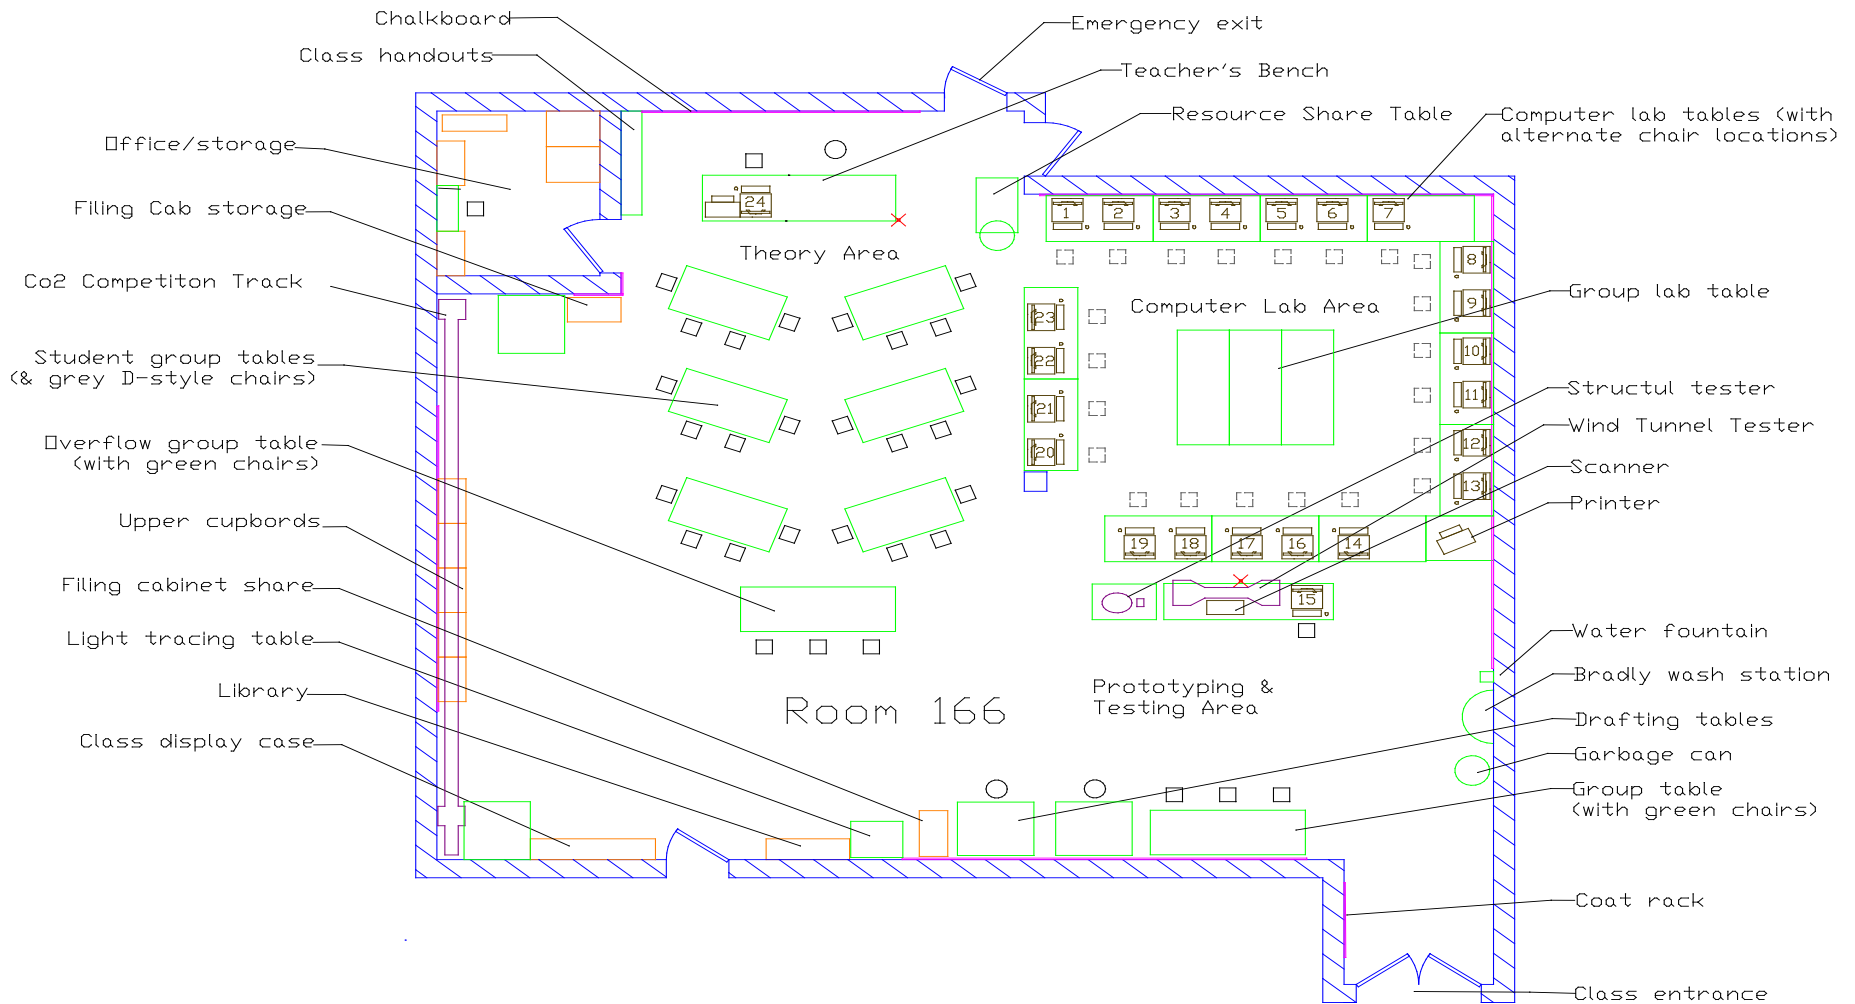 Chalkboard
Class handouts
Office/storage
Filing Cab storage
Co2 Competiton Track
Student group tables
(& grey D-style chairs)
Overflow group table
(with green chairs)
Upper cupbords
Filing cabinet share
Light tracing table
Library
Class display case
Emergency exit
Teacher's Bench
Resource Share Table
Computer lab tables (with
alternate chair locations)
Group lab table
Structul tester
Wind Tunnel Tester
Scanner
Printer
Water fountain
Bradly wash station
Drafting tables
Garbage can
Group table
(with green chairs)
Coat rack
Class entrance
24
Theory Area
1 2 3 4 5 6 7
8
9
10
11
12
13
Computer Lab Area
23
22
21
20
19 18 17 16 14
15
Room 166
Prototyping &
Testing Area